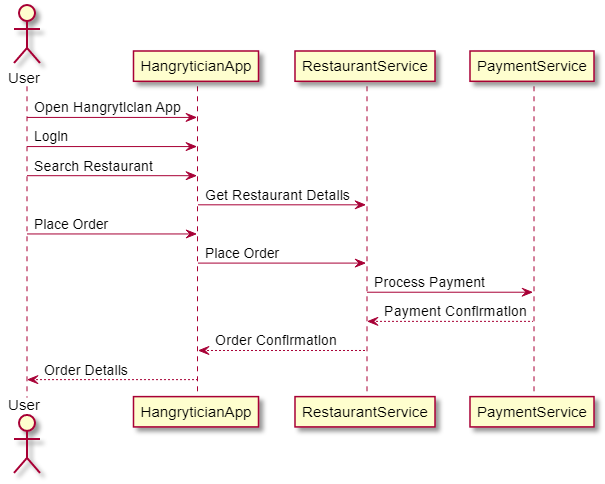 User
HangryticianApp
RestaurantService
PaymentService
Open Hangrytician App
Login
Search Restaurant
Get Restaurant Details
Place Order
Place Order
Process Payment
Payment Confirmation
Order Confirmation
Order Details
User
HangryticianApp
RestaurantService
PaymentService